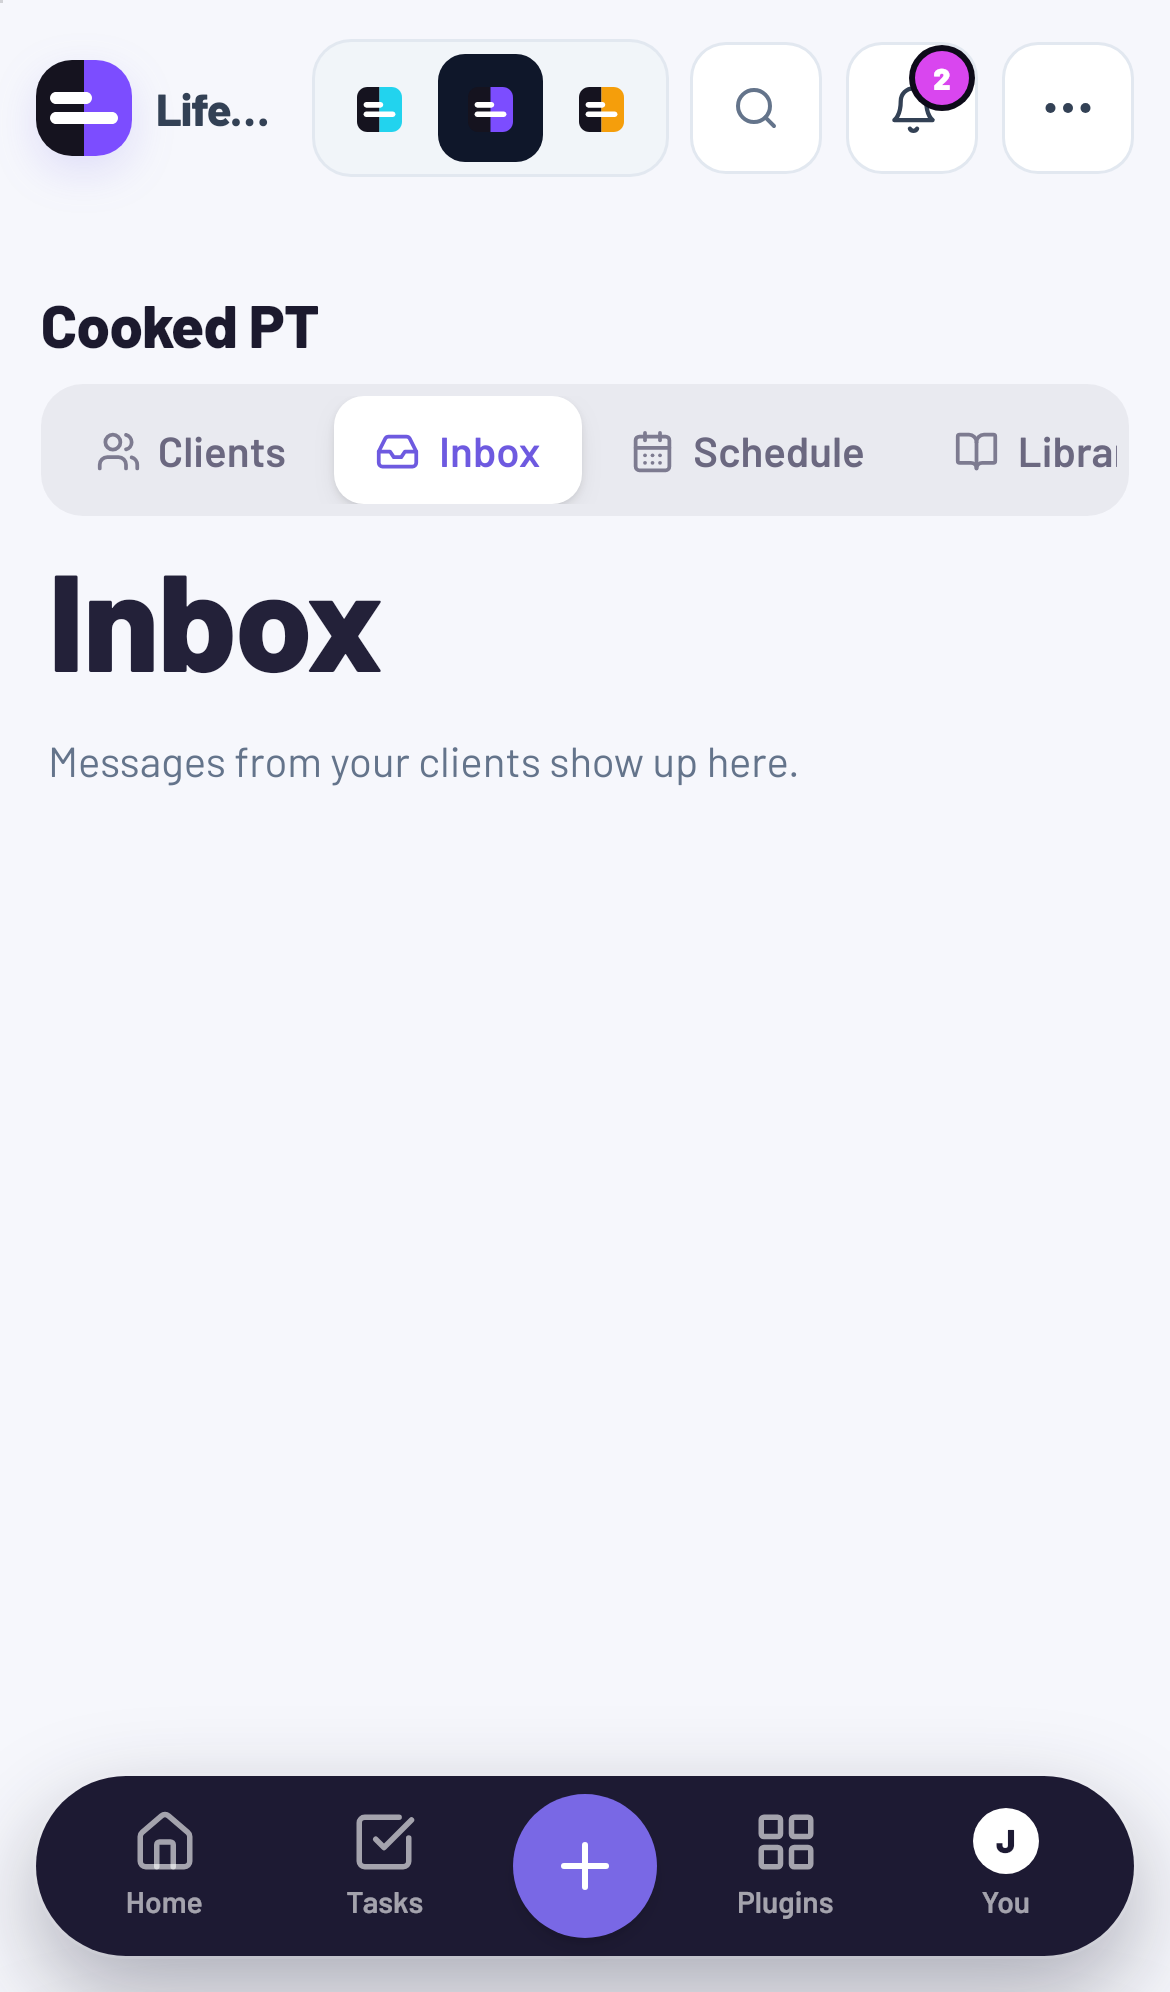 Life...
2
Cooked PT
Clients
Inbox
Schedule
Librar
Inbox
Messages from your clients show up here.
Home
Tasks
Plugins
J
You